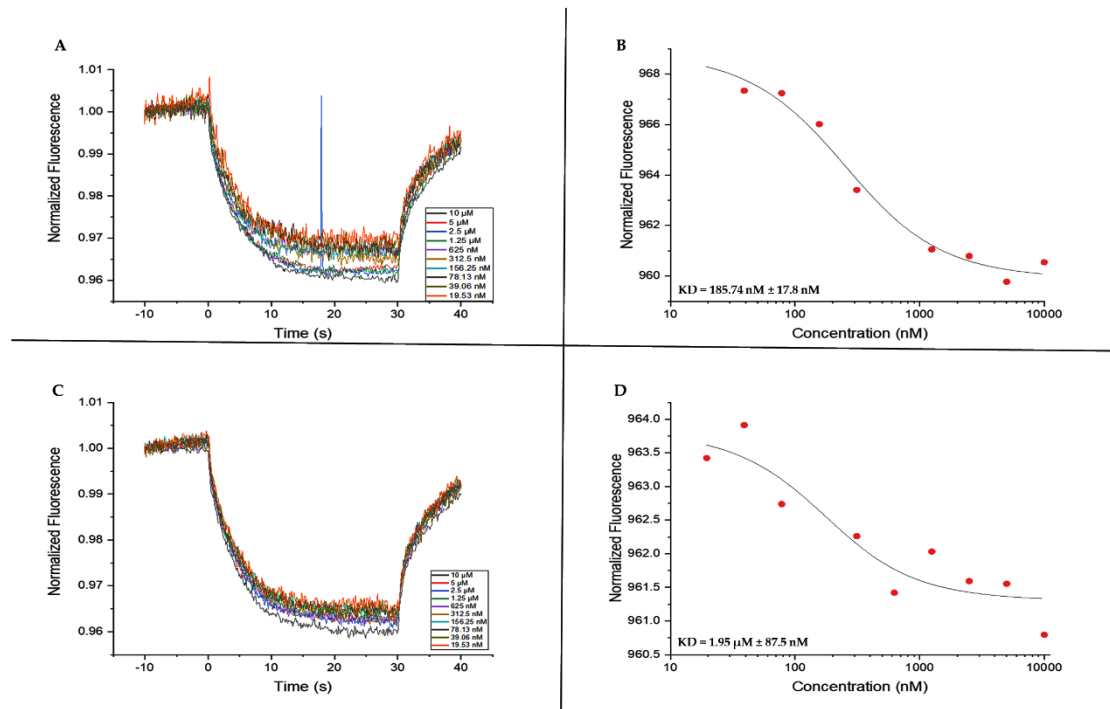 A
1.01
1.00
0.99
0.98
0.97
0.96
Normalized Fluorescence
-10 0 10 20 30 40
Time (s)
10 µM
5 µM
2.5 µM
1.25 µM
625 nM
312.5 nM
156.25 nM
78.13 nM
39.06 nM
19.53 nM
B
968
966
964
962
960
Normalized Fluorescence
KD = 185.74 nM ± 17.8 nM
10 100 1000 10000
Concentration (nM)
C
1.01
1.00
0.99
0.98
0.97
0.96
Normalized Fluorescence
-10 0 10 20 30 40
Time (s)
10 µM
5 µM
2.5 µM
1.25 µM
625 nM
312.5 nM
156.25 nM
78.13 nM
39.06 nM
19.53 nM
D
964.0
963.5
963.0
962.5
962.0
961.5
961.0
960.5
Normalized Fluorescence
KD = 1.95 µM ± 87.5 nM
10 100 1000 10000
Concentration (nM)